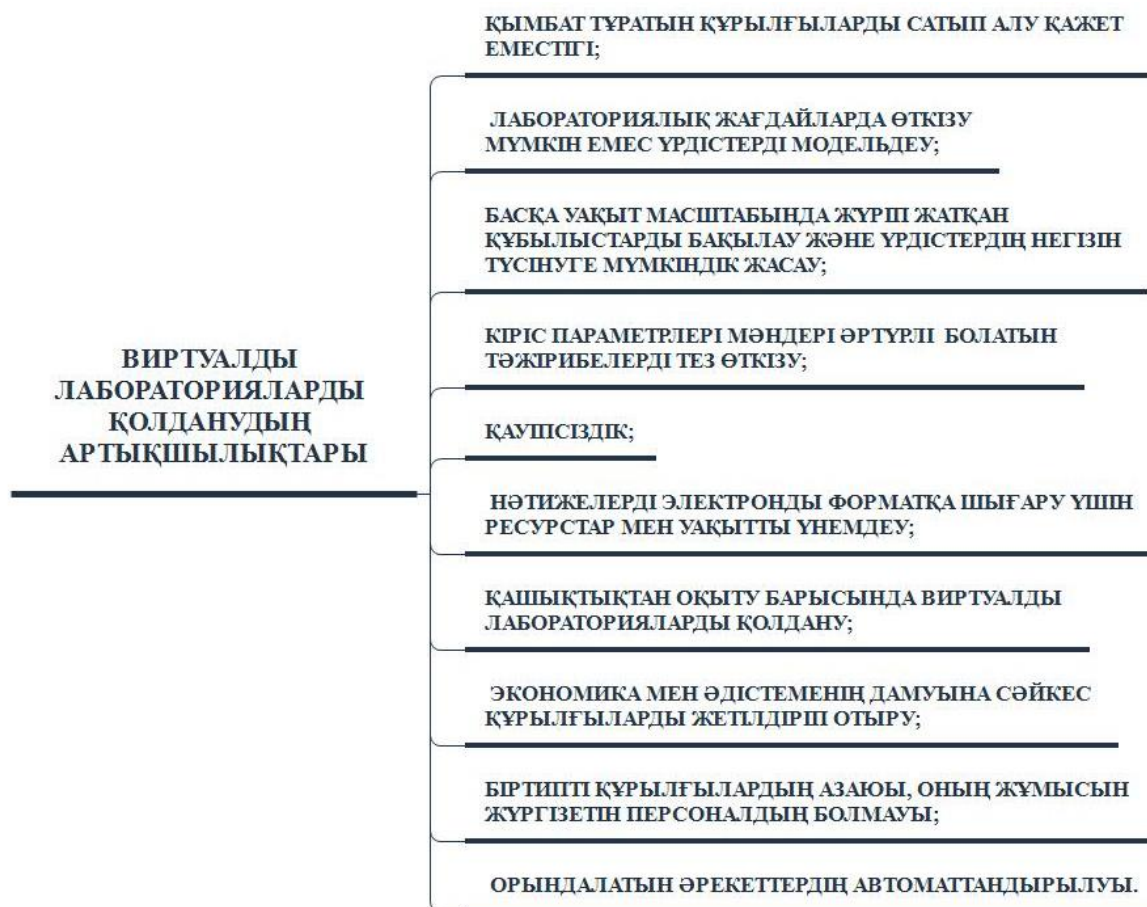 ВИРТУАЛДЫ
ЛАБОРАТОРИЯЛАРДЫ
ҚОЛДАНУДЫҢ
АРТЫҚШЫЛЫҚТАРЫ
ҚЫМБАТ ТҰРАТЫН ҚҰРЫЛҒЫЛАРДЫ САТЫП АЛУ ҚАЖЕТ
ЕМЕСТІГІ;
ЛАБОРАТОРИЯЛЫҚ ЖАҒДАЙЛАРДА ӨТКІЗУ
МҮМКІН ЕМЕС ҮРДІСТЕРДІ МОДЕЛЬДЕУ;
БАСҚА УАҚЫТ МАСШТАБЫНДА ЖҮРІП ЖАТҚАН
ҚҰБЫЛЫСТАРДЫ БАҚЫЛАУ ЖӘНЕ ҮРДІСТЕРДІҢ НЕГІЗІН
ТҮСІНУГЕ МҮМКІНДІК ЖАСАУ;
КІРІС ПАРАМЕТРЛЕРІ МӘНДЕРІ ӘРТҮРЛІ БОЛАТЫН
ТӘЖІРИБЕЛЕРДІ ТЕЗ ӨТКІЗУ;
ҚАУІПСІЗДІК;
НӘТИЖЕЛЕРДІ ЭЛЕКТРОНДЫ ФОРМАТҚА ШЫҒАРУ ҮШІН
РЕСУРСТАР МЕН УАҚЫТТЫ ҮНЕМДЕУ;
ҚАШЫҚТЫҚТАН ОҚЫТУ БАРЫСЫНДА ВИРТУАЛДЫ
ЛАБОРАТОРИЯЛАРДЫ ҚОЛДАНУ;
ЭКОНОМИКА МЕН ӘДІСТЕМЕНІҢ ДАМУЫНА СӘЙКЕС
ҚҰРЫЛҒЫЛАРДЫ ЖЕТІЛДІРІП ОТЫРУ;
БІРТИПТІ ҚҰРЫЛҒЫЛАРДЫҢ АЗАЮЫ, ОНЫҢ ЖҰМЫСЫН
ЖҮРГІЗЕТІН ПЕРСОНАЛДЫҢ БОЛМАУЫ;
ОРЫНДАЛАТЫН ӘРЕКЕТТЕРДІҢ АВТОМАТТАНДЫРЫЛУЫ.